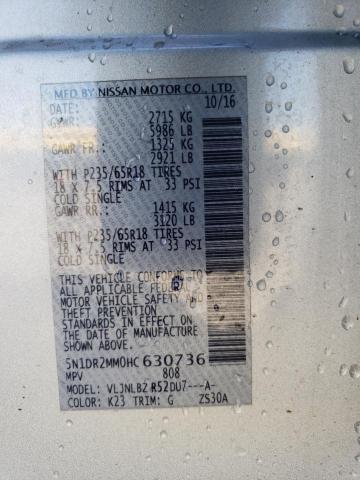 MFD BY NISSAN MOTOR CO., LTD.
DATE: 10/16
GVWR: 2715 KG
5986 LB
GAWR FR: 1325 KG
2921 LB
WITH P235/65R18 TIRES
18 X 7.5 RIMS AT 33 PSI
COLD SINGLE
GAWR RR: 1415 KG
3120 LB
WITH P235/65R18 TIRES
18 X 7.5 RIMS AT 33 PSI
COLD SINGLE
THIS VEHICLE CONFORMS TO
ALL APPLICABLE FEDERAL
MOTOR VEHICLE SAFETY
AND THEFT PREVENTION
STANDARDS IN EFFECT ON
THE DATE OF MANUFACTURE
SHOWN ABOVE.
5N1DR2MM0HC630736
MPV 808
MODEL: VLJNLBZ R52DU7---A-
COLOR: K23 TRIM: G ZS30A